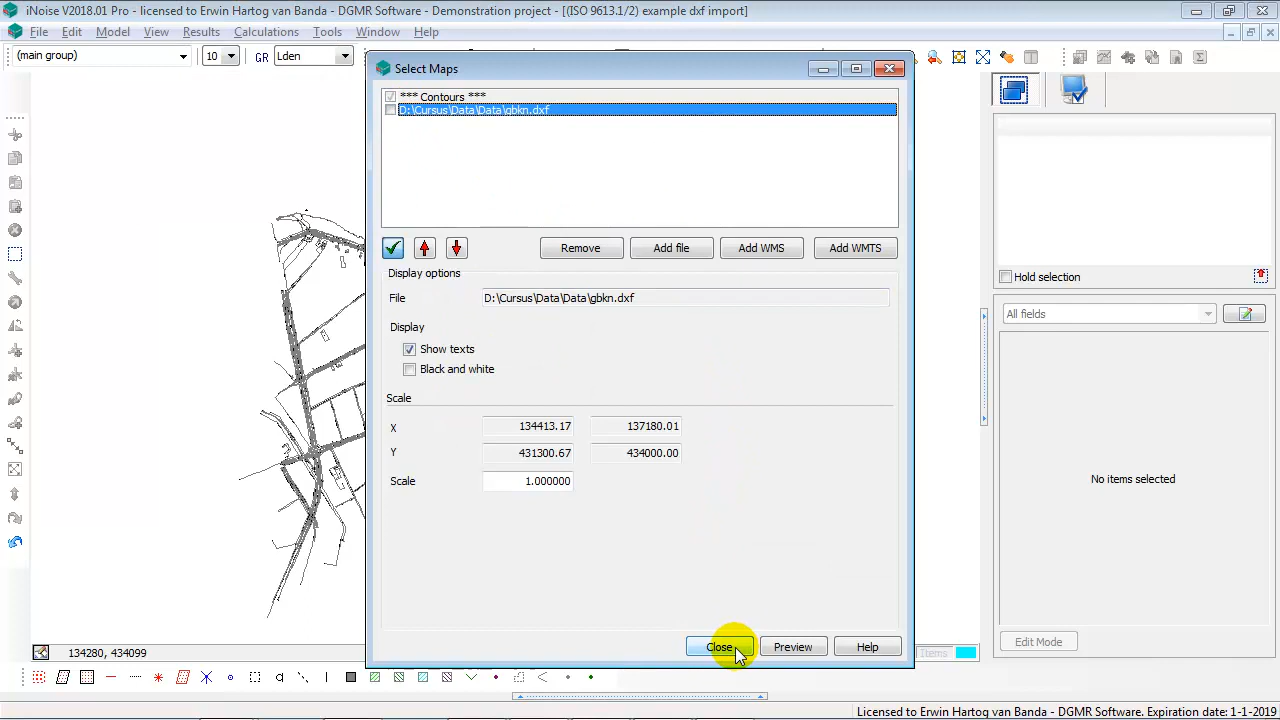 iNoise V2018.01 Pro - licensed to Erwin Hartog van Banda - DGMR Software - Demonstration project - [(ISO 9613.1/2) example dxf import]
File Edit Model View Results Calculations Tools Window Help
(main group) 10 GR Lden
Select Maps
*** Contours ***
D:\Cursus\Data\Data\gbkn.dxf
Remove Add file Add WMS Add WMTS
Hold selection
Display options
File D:\Cursus\Data\Data\gbkn.dxf
All fields
Display
Show texts
Black and white
Scale
X 134413.17 137180.01
Y 431300.67 434000.00
Scale 1.000000
No items selected
Close Preview Help
Edit Mode
134280, 434099
Items
Licensed to Erwin Hartog van Banda - DGMR Software. Expiration date: 1-1-2019